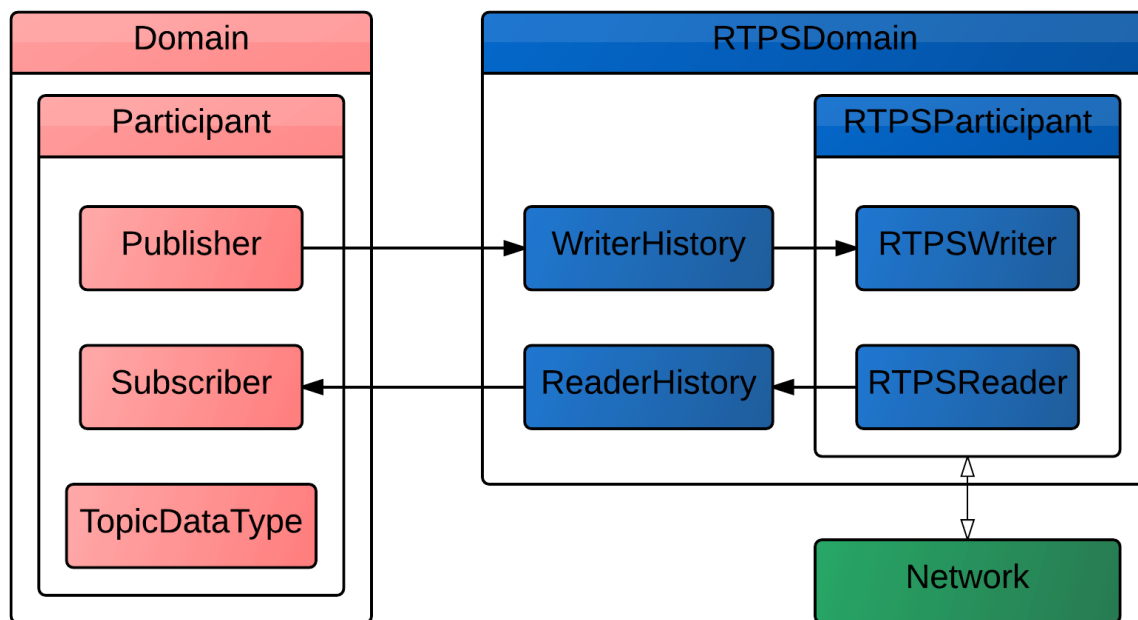 Domain
RTPSDomain
Participant
RTPSParticipant
Publisher
WriterHistory
RTPSWriter
Subscriber
ReaderHistory
RTPSReader
TopicDataType
Network